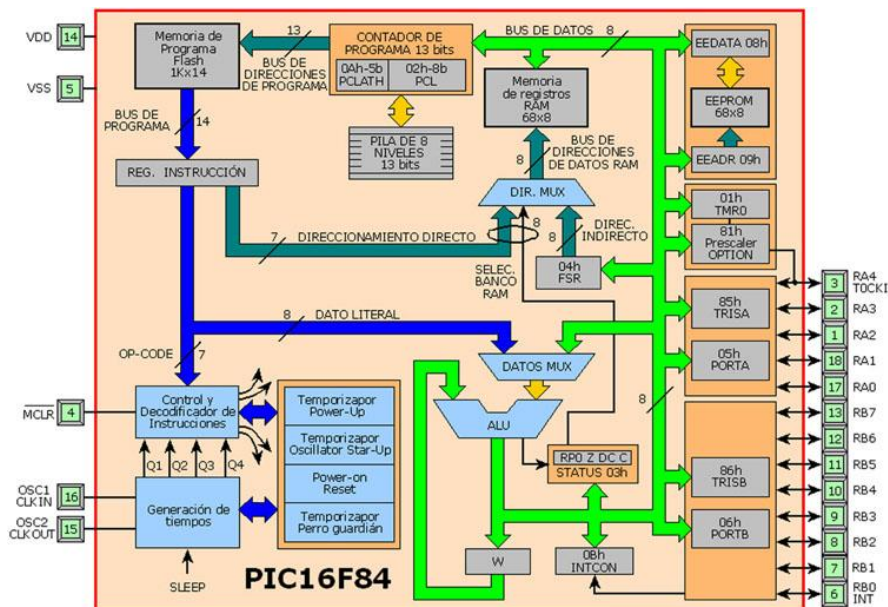 VDD
14
VSS
5
Memoria de
Programa
Flash
1Kx14
13
BUS DE
DIRECCIONES
DE PROGRAMA
CONTADOR
DE PROGRAMA 13 bits
0Ah-5b
PCLATH
02h-8b
PCL
PILA DE 8
NIVELES
13 bits
BUS DE DATOS
8
Memoria
de registros
RAM
68x8
EEDATA 08h
EEPROM
68x8
EEADR 09h
BUS DE
PROGRAMA
14
REG. INSTRUCCIÓN
8
BUS DE
DIRECCIONES
DE DATOS RAM
DIR. MUX
7
DIRECCIONAMIENTO DIRECTO
8
8
DIREC.
INDIRECTO
SELEC.
BANCO
RAM
04h
FSR
01h
TMR0
81h
Prescaler
OPTION
85h
TRISA
05h
PORTA
8
DATO LITERAL
OP-CODE
7
DATOS MUX
ALU
8
RP0 Z DC C
STATUS 03h
86h
TRISB
06h
PORTB
W
0Bh
INTCON
MCLR
4
Control y
Decodificador de
Instrucciones
Q1
Q2
Q3
Q4
OSC1
CLKIN
16
OSC2
CLKOUT
15
Generación
de tiempos
SLEEP
Temporizapor
Power-Up
Temporizapor
Oscillator Star-Up
Power-on
Reset
Temporizapor
Perro guardián
PIC16F84
3
RA4
T0CKI
2
RA3
1
RA2
18
RA1
17
RA0
13
RB7
12
RB6
11
RB5
10
RB4
9
RB3
8
RB2
7
RB1
6
RB0
INT